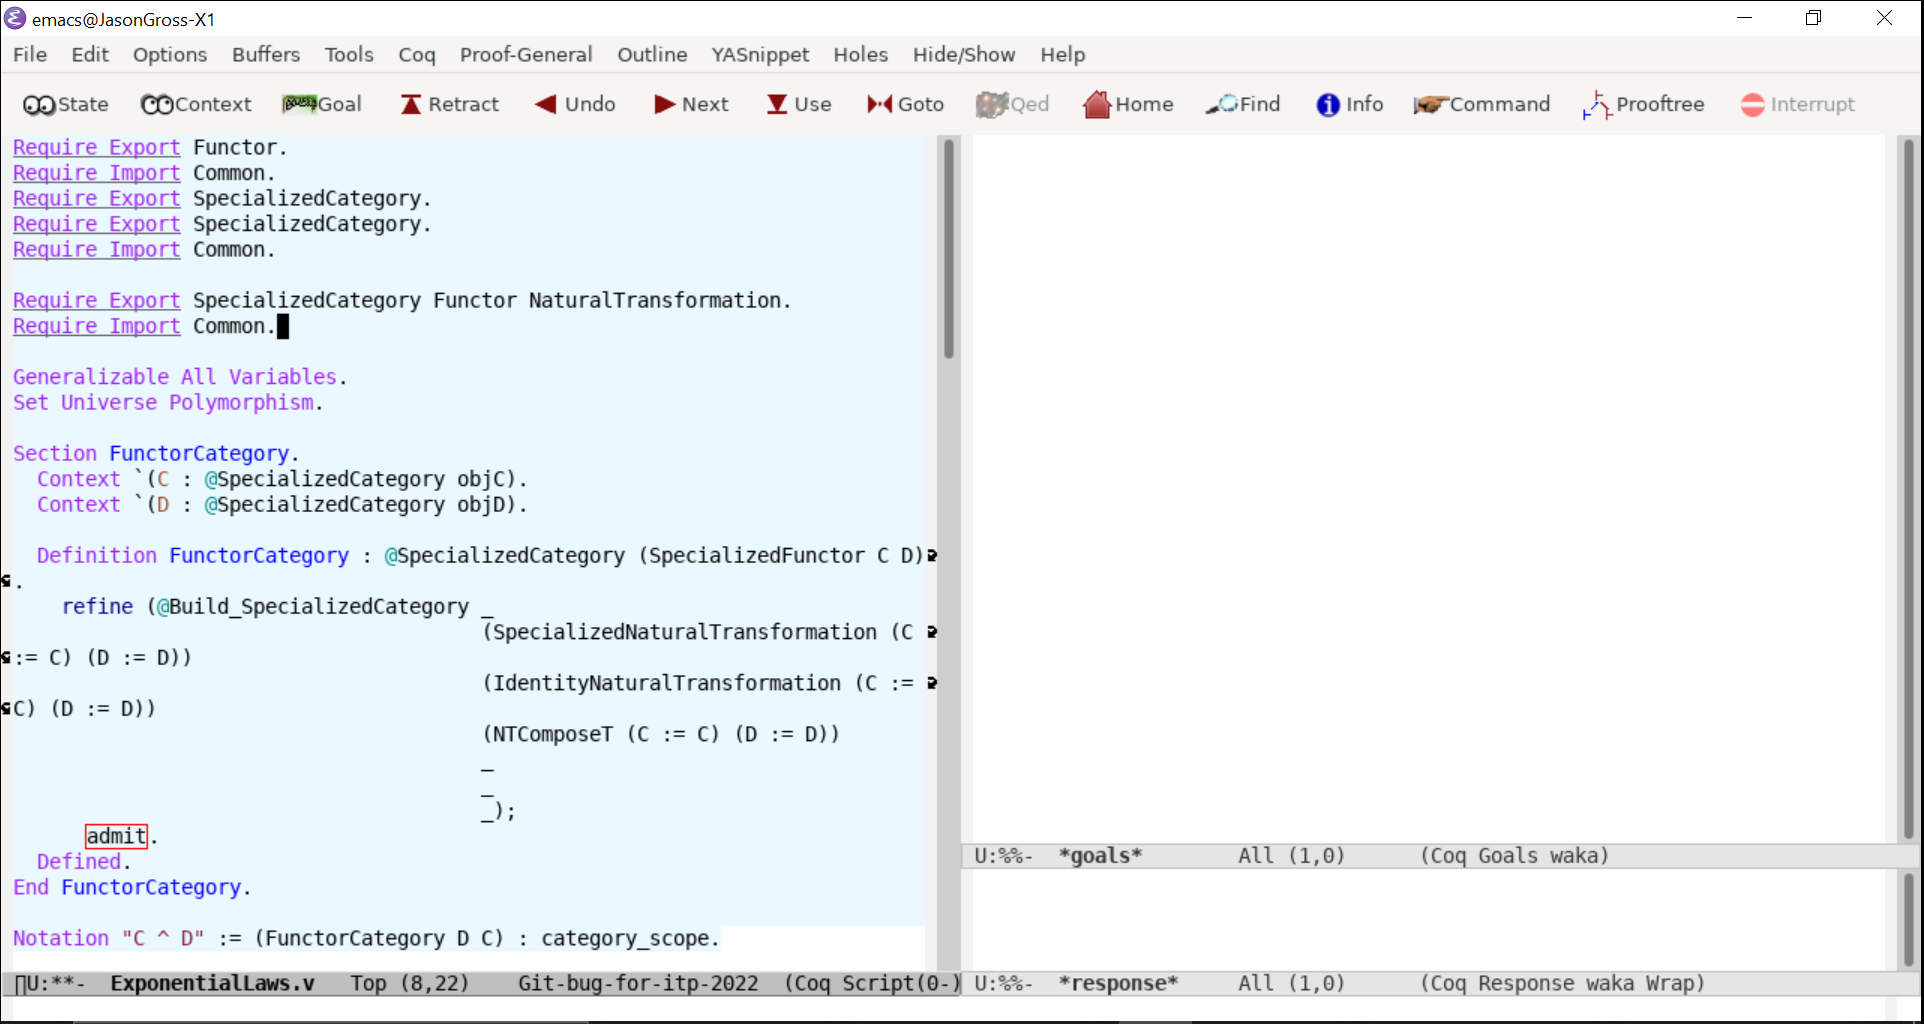 emacs@JasonGross-X1
File Edit Options Buffers Tools Coq Proof-General Outline YASnippet Holes Hide/Show Help
State Context Goal Retract Undo Next Use Goto Qed Home Find Info Command Prooftree Interrupt
Require Export Functor.
Require Import Common.
Require Export SpecializedCategory.
Require Export SpecializedCategory.
Require Import Common.
Require Export SpecializedCategory Functor NaturalTransformation.
Require Import Common.
Generalizable All Variables.
Set Universe Polymorphism.
Section FunctorCategory.
Context `(C : @SpecializedCategory objC).
Context `(D : @SpecializedCategory objD).
Definition FunctorCategory : @SpecializedCategory (SpecializedFunctor C D)
.
refine (@Build_SpecializedCategory _
(SpecializedNaturalTransformation (C
:= C) (D := D))
(IdentityNaturalTransformation (C :=
C) (D := D))
(NTComposeT (C := C) (D := D))
_
_
_);
admit.
Defined.
End FunctorCategory.
Notation "C ^ D" := (FunctorCategory D C) : category_scope.
U:**- ExponentialLaws.v Top (8,22) Git-bug-for-itp-2022 (Coq Script(0-)
U:%%- *goals* All (1,0) (Coq Goals waka)
U:%%- *response* All (1,0) (Coq Response waka Wrap)